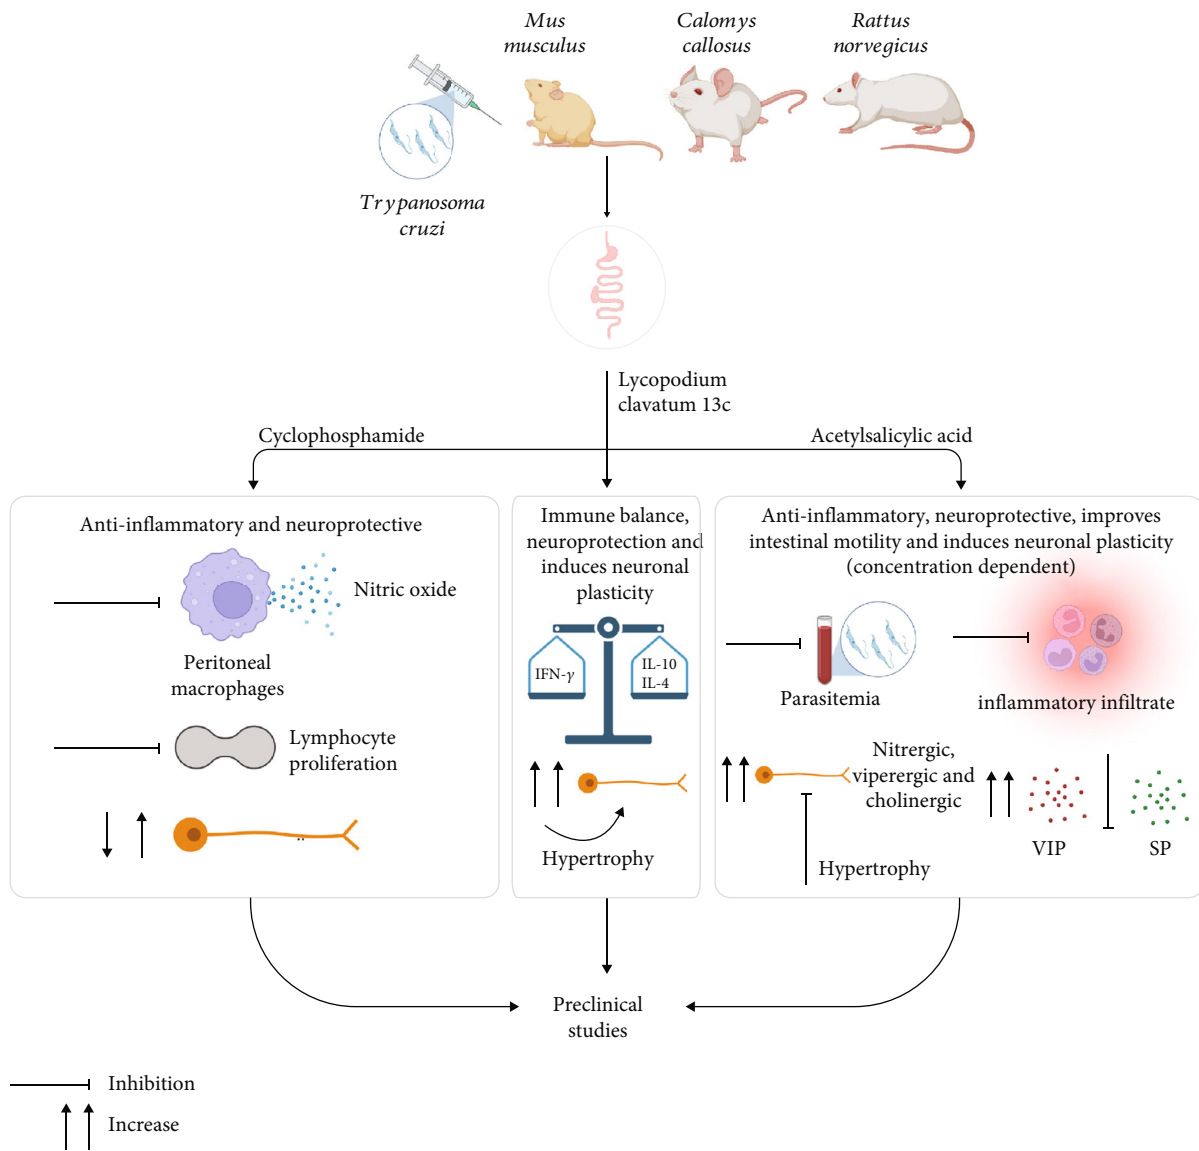 Mus
musculus
Calomys
callosus
Rattus
norvegicus
Trypanosoma
cruzi
Lycopodium
clavatum 13c
Cyclophosphamide
Acetylsalicylic acid
Anti-inflammatory and neuroprotective
Nitric oxide
Peritoneal
macrophages
Lymphocyte
proliferation
Immune balance,
neuroprotection and
induces neuronal
plasticity
IFN-γ
IL-10
IL-4
Hypertrophy
Anti-inflammatory, neuroprotective, improves
intestinal motility and induces neuronal plasticity
(concentration dependent)
Parasitemia
inflammatory infiltrate
Nitrergic,
viperergic and
cholinergic
Hypertrophy
VIP
SP
Preclinical
studies
Inhibition
Increase